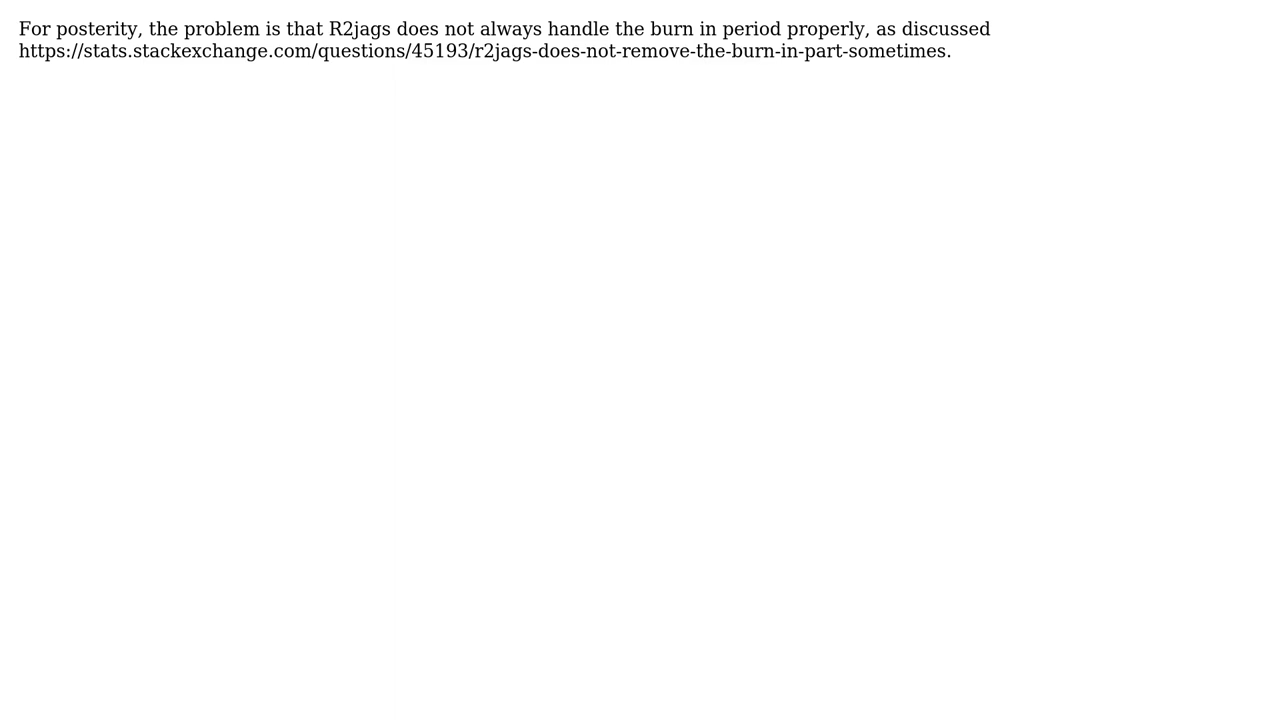 For posterity, the problem is that R2jags does not always handle the burn in period properly, as discussed
https://stats.stackexchange.com/questions/45193/r2jags-does-not-remove-the-burn-in-part-sometimes.